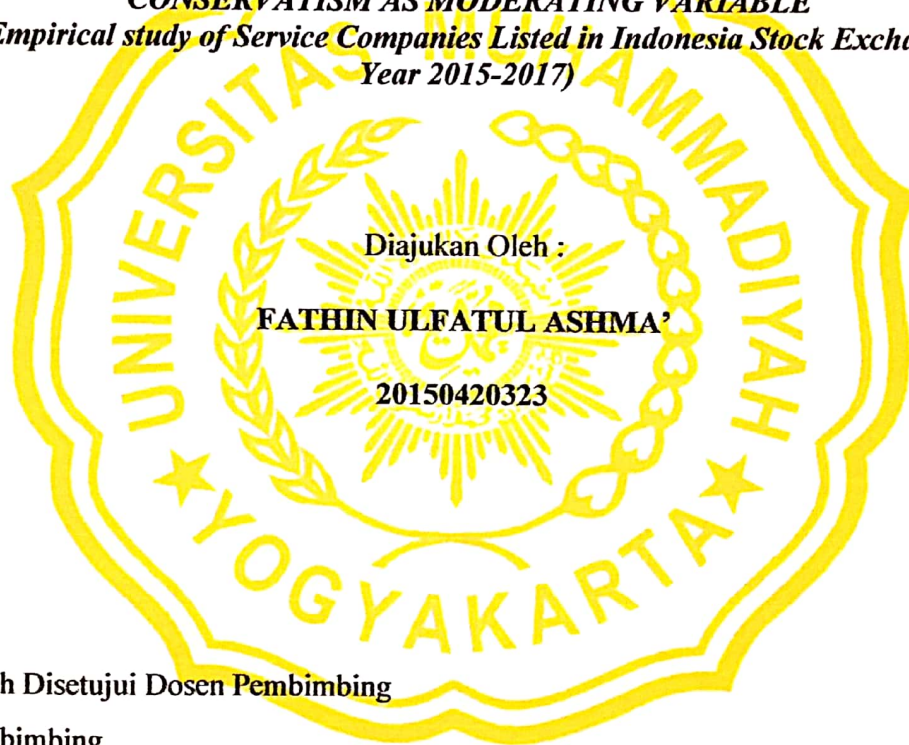 CONSERVATISM AS MODERATING VARIABLE
Empirical study of Service Companies Listed in Indonesia Stock Excha
Year 2015-2017)
UNIVERSITAS MUHAMMADIYAH
Diajukan Oleh :
FATHIN ULFATUL ASHMA’
20150420323
★ YOGYAKARTA ★
h Disetujui Dosen Pembimbing
bimbing